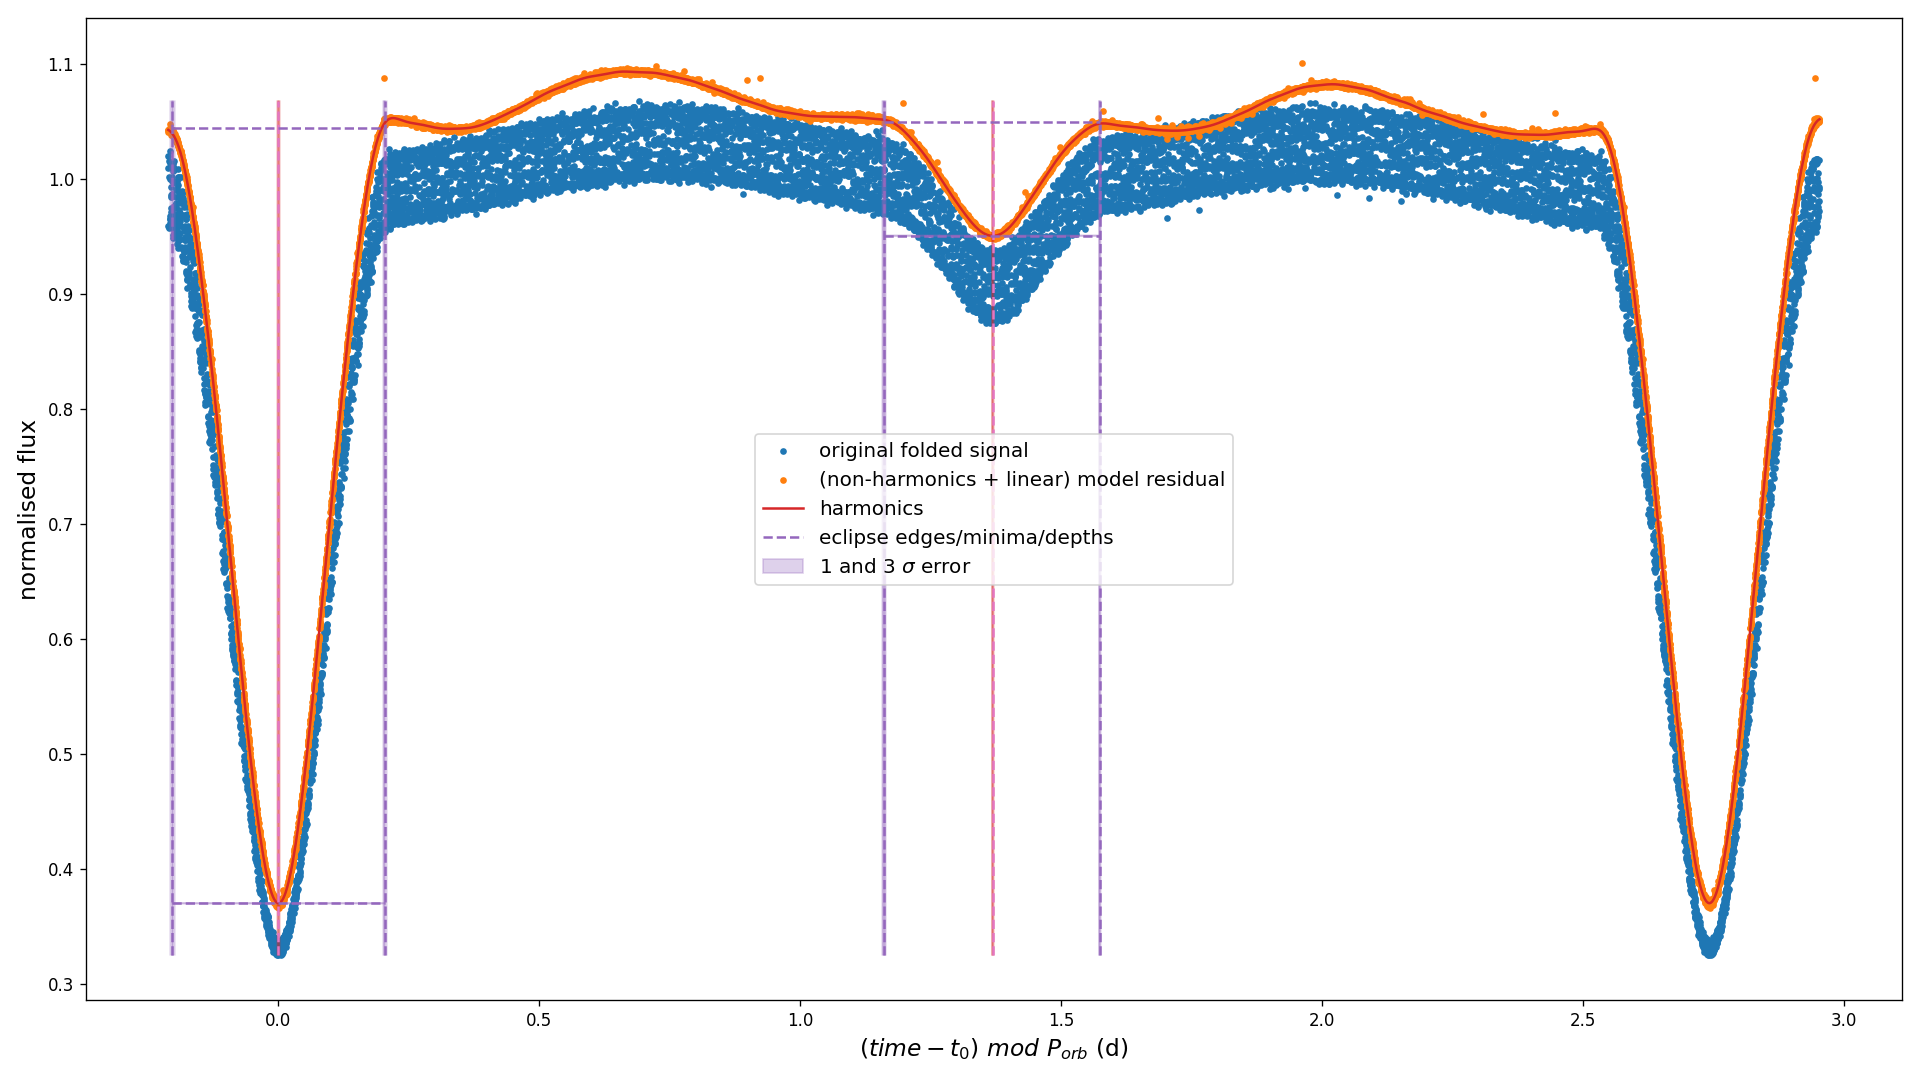 normalised flux
1.1
1.0
0.9
0.8
0.7
0.6
0.5
0.4
0.3
original folded signal
(non-harmonics + linear) model residual
harmonics
eclipse edges/minima/depths
1 and 3 σ error
0.0 0.5 1.0 1.5 2.0 2.5 3.0
(time − t₀) mod Pₒᵣb (d)